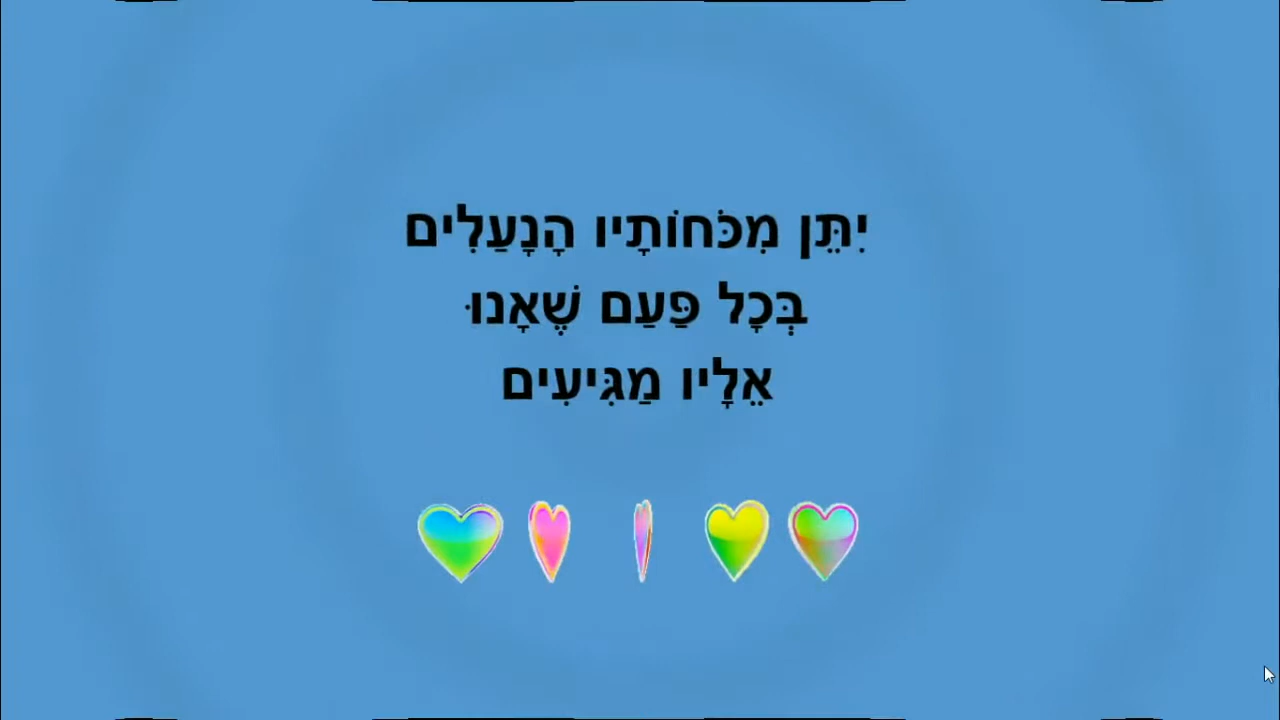 יִתֵּן מִכֹּחוֹתָיו הָנָעַלִים
בְּכָל פַּעַם שֶׁאָנוּ
אֵלָיו מַגִּיעִים